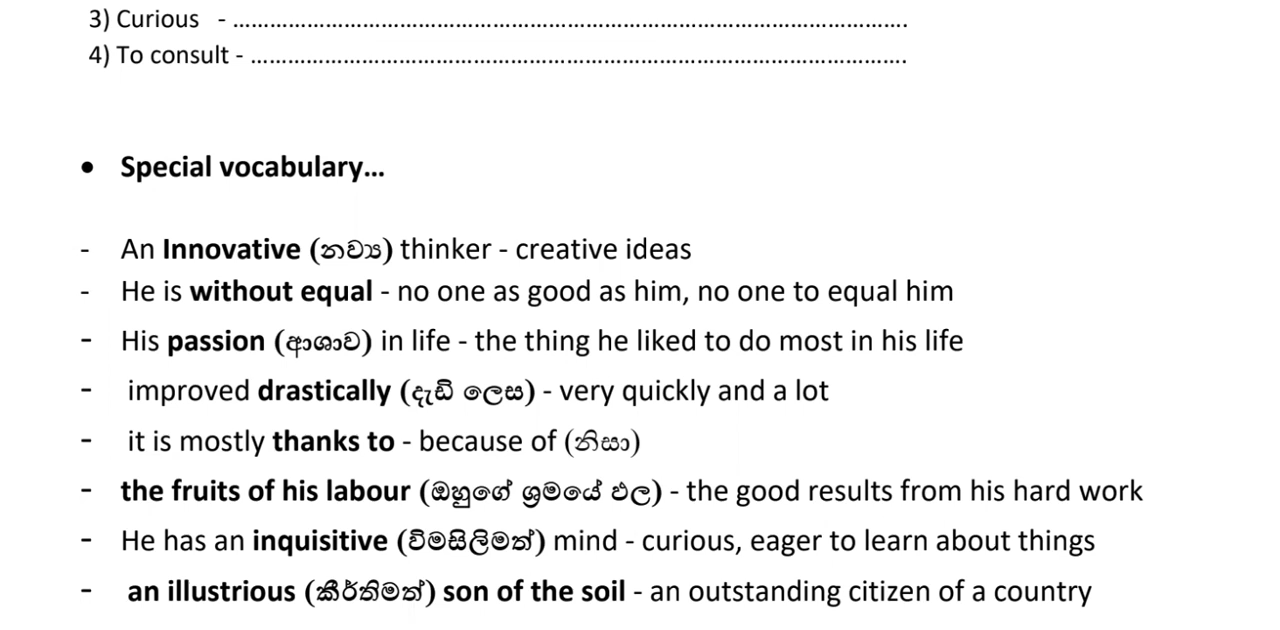 3) Curious - ........................................................................................................
4) To consult - .....................................................................................................
• Special vocabulary...
- An Innovative (නව්‍ය) thinker - creative ideas
- He is without equal - no one as good as him, no one to equal him
- His passion (ආශාව) in life - the thing he liked to do most in his life
- improved drastically (දැඩි ලෙස) - very quickly and a lot
- it is mostly thanks to - because of (නිසා)
- the fruits of his labour (ඔහුගේ ශ්‍රමයේ ඵල) - the good results from his hard work
- He has an inquisitive (විමසිලිමත්) mind - curious, eager to learn about things
- an illustrious (කීර්තිමත්) son of the soil - an outstanding citizen of a country